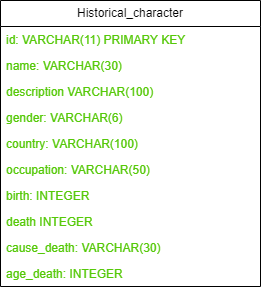 Historical_character
id: VARCHAR(11) PRIMARY KEY
name: VARCHAR(30)
description VARCHAR(100)
gender: VARCHAR(6)
country: VARCHAR(100)
occupation: VARCHAR(50)
birth: INTEGER
death INTEGER
cause_death: VARCHAR(30)
age_death: INTEGER